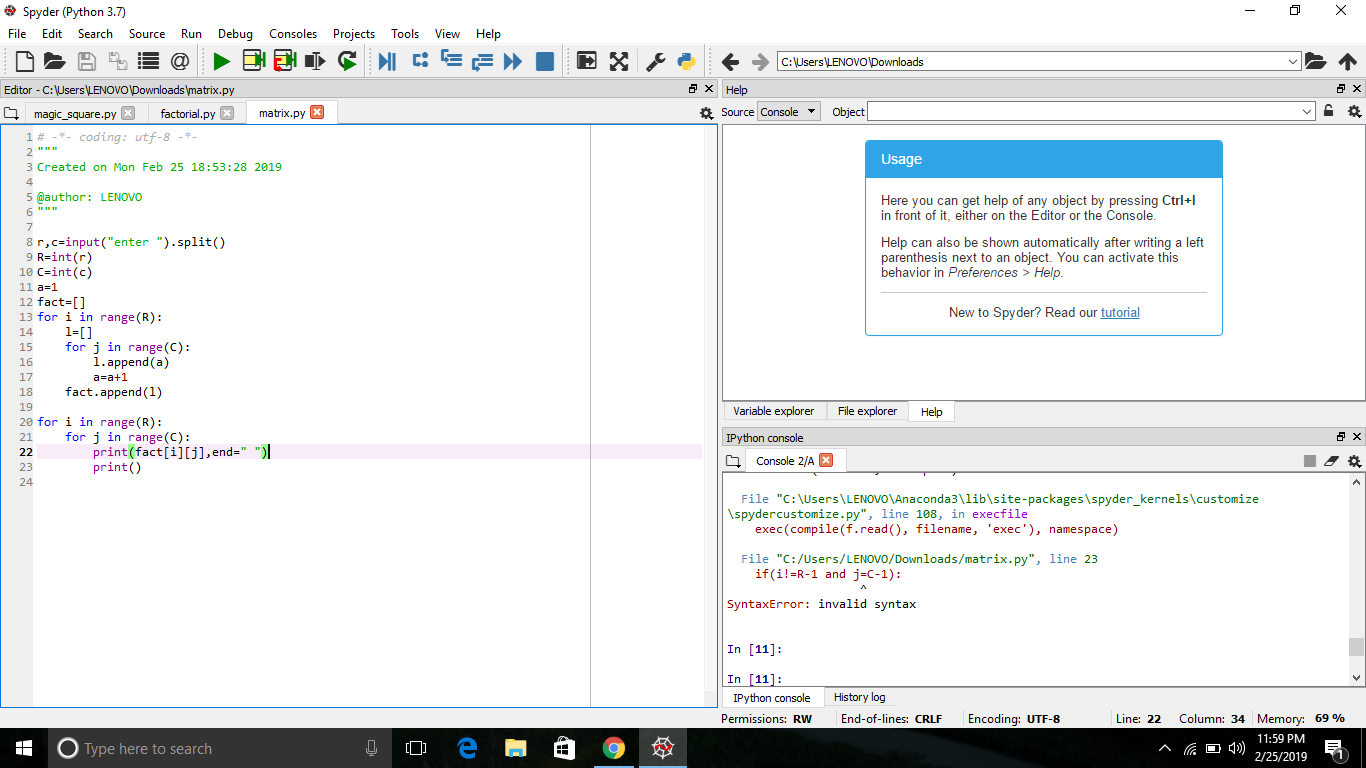 Spyder (Python 3.7)
File Edit Search Source Run Debug Consoles Projects Tools View Help
C:\Users\LENOVO\Downloads
Editor - C:\Users\LENOVO\Downloads\matrix.py
magic_square.py factorial.py matrix.py
1 # -*- coding: utf-8 -*-
2 """
3 Created on Mon Feb 25 18:53:28 2019
4
5 @author: LENOVO
6 """
7
8 r,c=input("enter ").split()
9 R=int(r)
10 C=int(c)
11 a=1
12 fact=[]
13 for i in range(R):
14     l=[]
15     for j in range(C):
16         l.append(a)
17         a=a+1
18     fact.append(l)
19
20 for i in range(R):
21     for j in range(C):
22         print(fact[i][j],end=" ")
23         print()
24
Help
Source Console Object
Usage
Here you can get help of any object by pressing Ctrl+I
in front of it, either on the Editor or the Console.
Help can also be shown automatically after writing a left
parenthesis next to an object. You can activate this
behavior in Preferences > Help.
New to Spyder? Read our tutorial
Variable explorer File explorer Help
IPython console
Console 2/A
File "C:\Users\LENOVO\Anaconda3\lib\site-packages\spyder_kernels\customize
\spydercustomize.py", line 108, in execfile
exec(compile(f.read(), filename, 'exec'), namespace)
File "C:/Users/LENOVO/Downloads/matrix.py", line 23
if(i!=R-1 and j=C-1):
^
SyntaxError: invalid syntax
In [11]:
In [11]:
IPython console History log
Permissions: RW End-of-lines: CRLF Encoding: UTF-8 Line: 22 Column: 34 Memory: 69 %
Type here to search
11:59 PM
2/25/2019
1